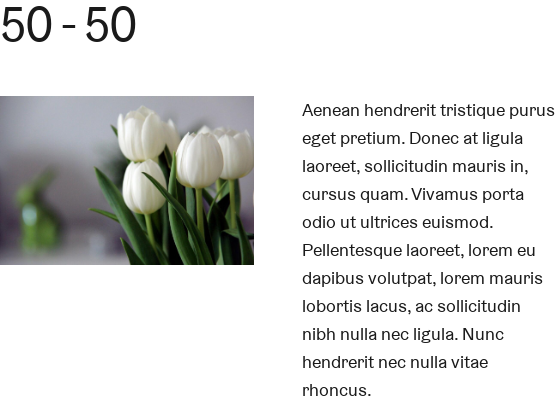 50 - 50
Aenean hendrerit tristique purus
eget pretium. Donec at ligula
laoreet, sollicitudin mauris in,
cursus quam. Vivamus porta
odio ut ultrices euismod.
Pellentesque laoreet, lorem eu
dapibus volutpat, lorem mauris
lobortis lacus, ac sollicitudin
nibh nulla nec ligula. Nunc
hendrerit nec nulla vitae
rhoncus.